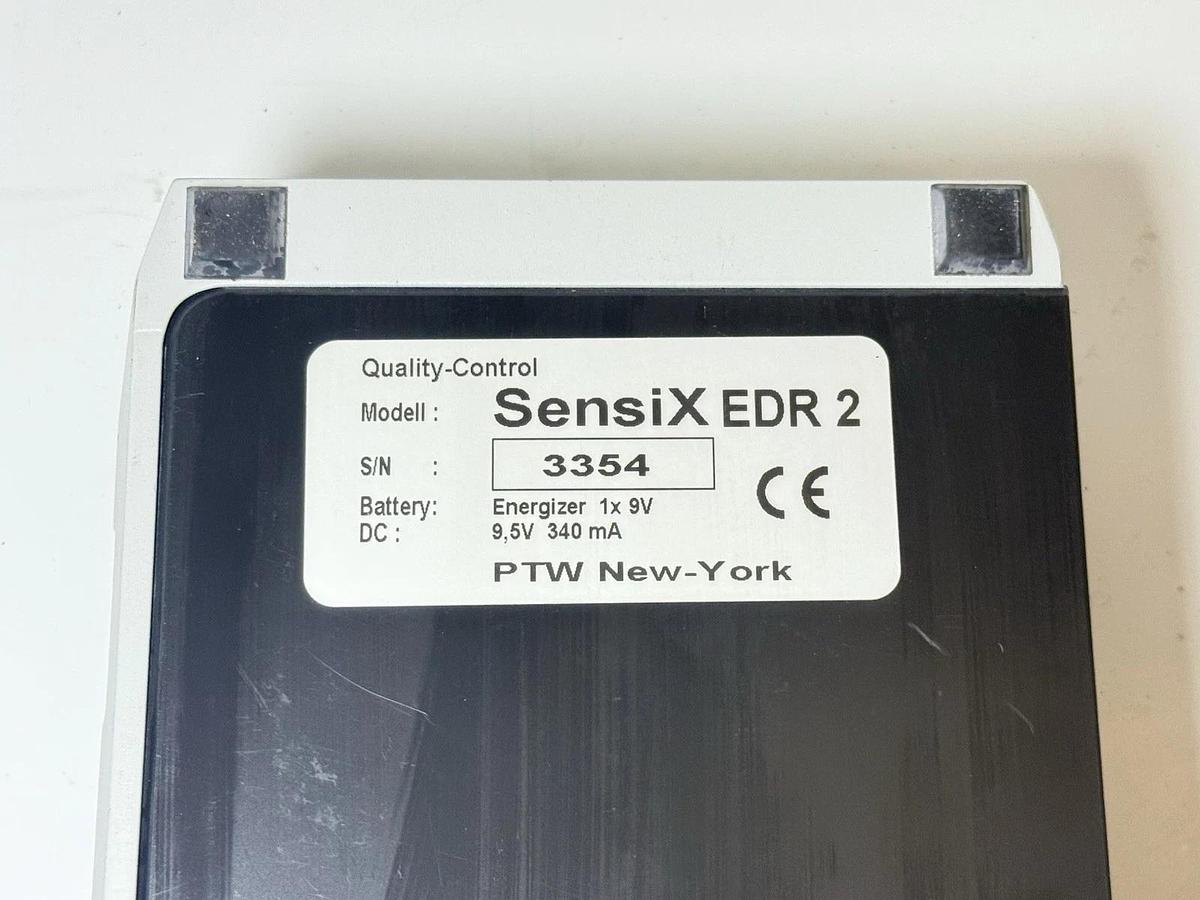 Quality-Control
Modell : SensiX EDR 2
S/N : 3354
CE
Battery: Energizer 1x 9V
DC : 9,5V 340 mA
PTW New-York